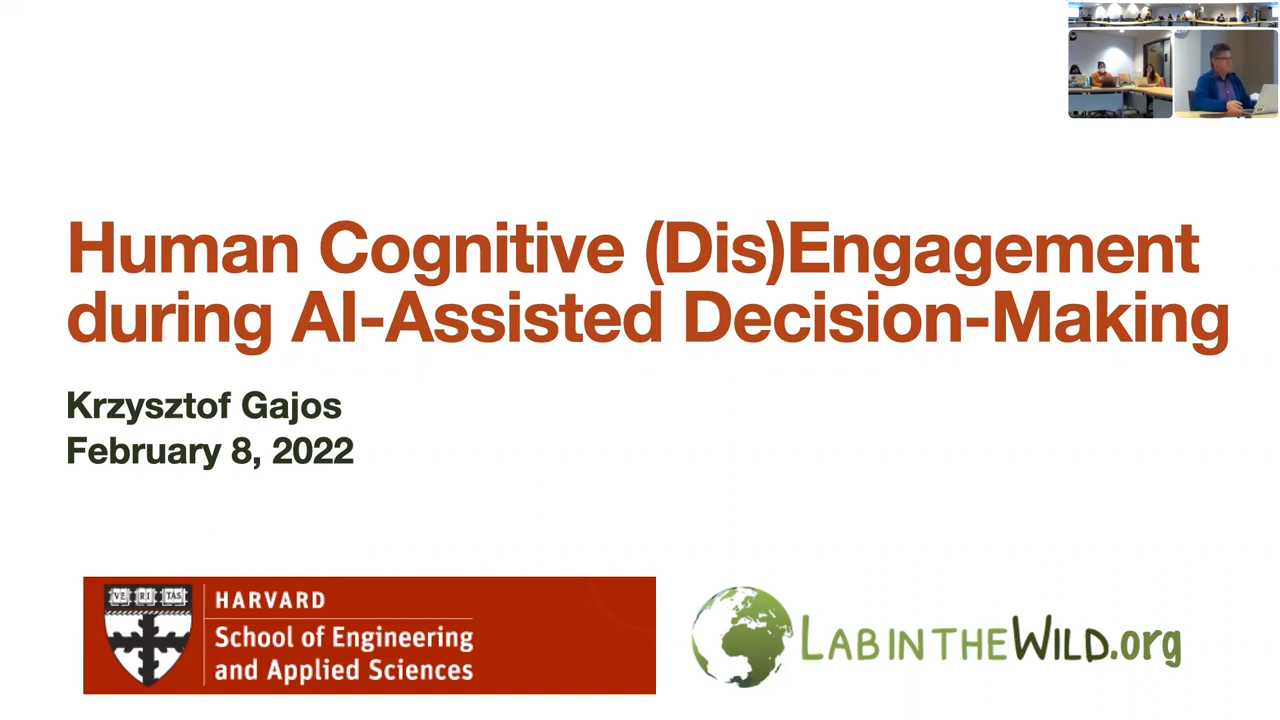 Human Cognitive (Dis)Engagement
during AI-Assisted Decision-Making
Krzysztof Gajos
February 8, 2022
VE RI TAS
HARVARD
School of Engineering
and Applied Sciences
LABINTHEWILD.org